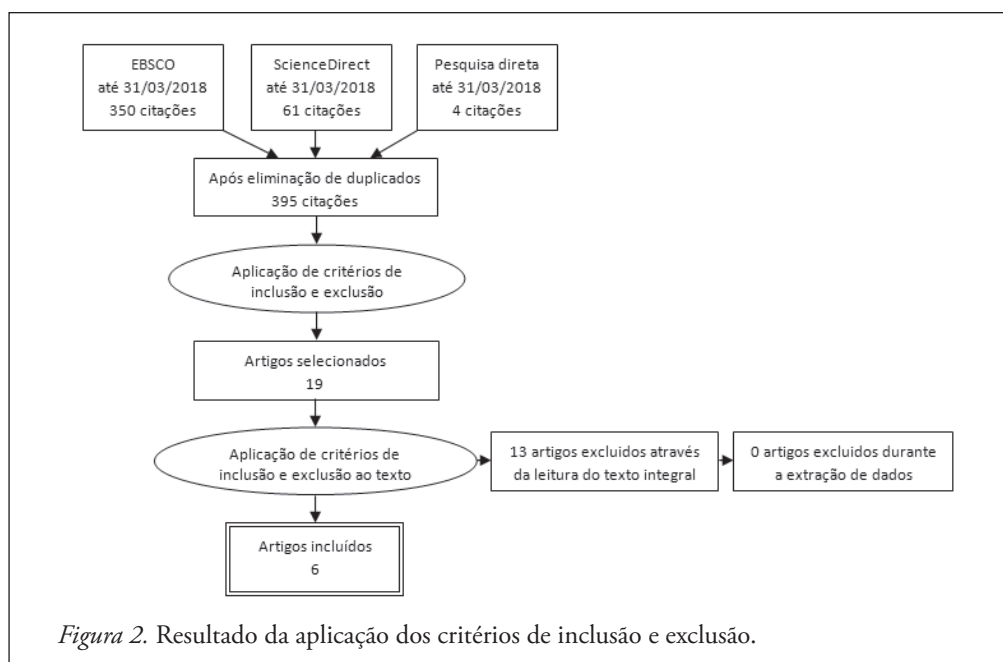 EBSCO
até 31/03/2018
350 citações
ScienceDirect
até 31/03/2018
61 citações
Pesquisa direta
até 31/03/2018
4 citações
Após eliminação de duplicados
395 citações
Aplicação de critérios de
inclusão e exclusão
Artigos selecionados
19
Aplicação de critérios de
inclusão e exclusão ao texto
13 artigos excluidos através
da leitura do texto integral
0 artigos excluidos durante
a extração de dados
Artigos incluídos
6
Figura 2. Resultado da aplicação dos critérios de inclusão e exclusão.